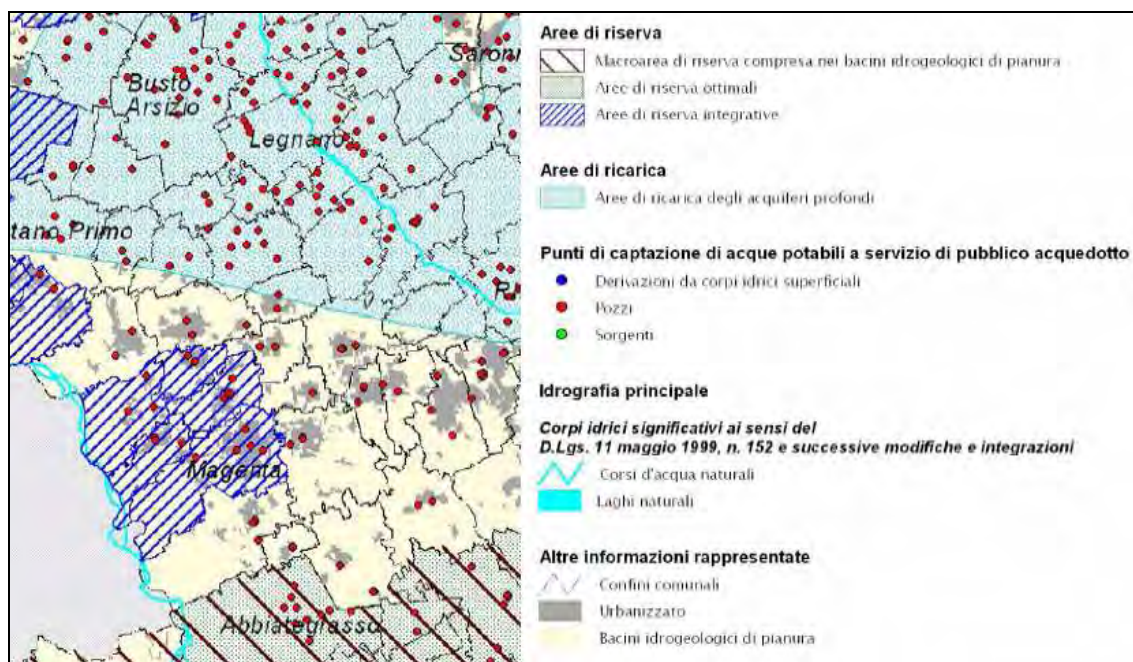 Saronn
Busto
Arsizio
Legnano
tano Primo
Magenta
Abbiategrasso
Aree di riserva
Macroarea di riserva compresa nei bacini idrogeologici di pianura
Aree di riserva ottimali
Aree di riserva integrative
Aree di ricarica
Aree di ricarica degli acquiferi profondi
Punti di captazione di acque potabili a servizio di pubblico acquedotto
Derivazioni da corpi idrici superficiali
Pozzi
Sorgenti
Idrografia principale
Corpi idrici significativi ai sensi del
D.Lgs. 11 maggio 1999, n. 152 e successive modifiche e integrazioni
Corsi d'acqua naturali
Laghi naturali
Altre informazioni rappresentate
Confini comunali
Urbanizzato
Bacini idrogeologici di pianura